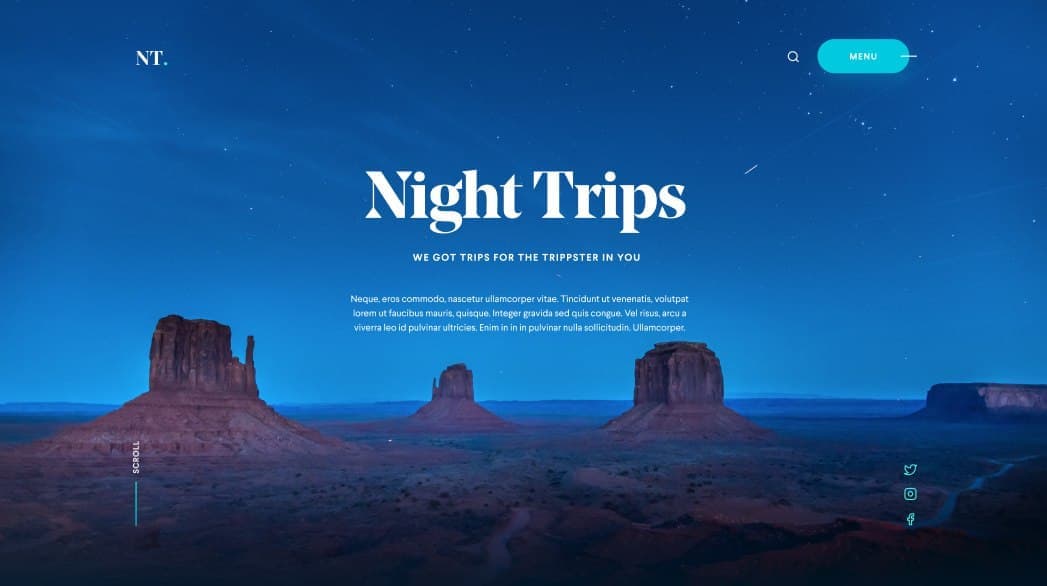 NT.
MENU
Night Trips
WE GOT TRIPS FOR THE TRIPPSTER IN YOU
Neque, eros commodo, nascetur ullamcorper vitae. Tincidunt ut venenatis, volutpat
lorem ut faucibus mauris, quisque. Integer gravida sed quis congue. Vel risus, arcu a
viverra leo id pulvinar ultricies. Enim in in in pulvinar nulla sollicitudin. Ullamcorper.
SCROLL